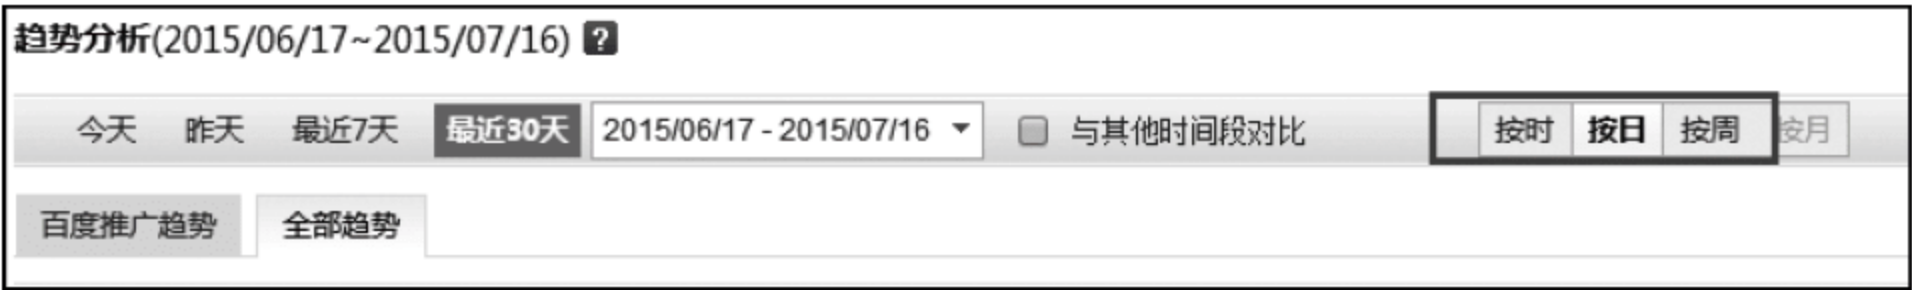 趋势分析(2015/06/17~2015/07/16) ?
今天 昨天 最近7天 最近30天 2015/06/17 - 2015/07/16 与其他时间段对比 按时 按日 按周 按月
百度推广趋势 全部趋势